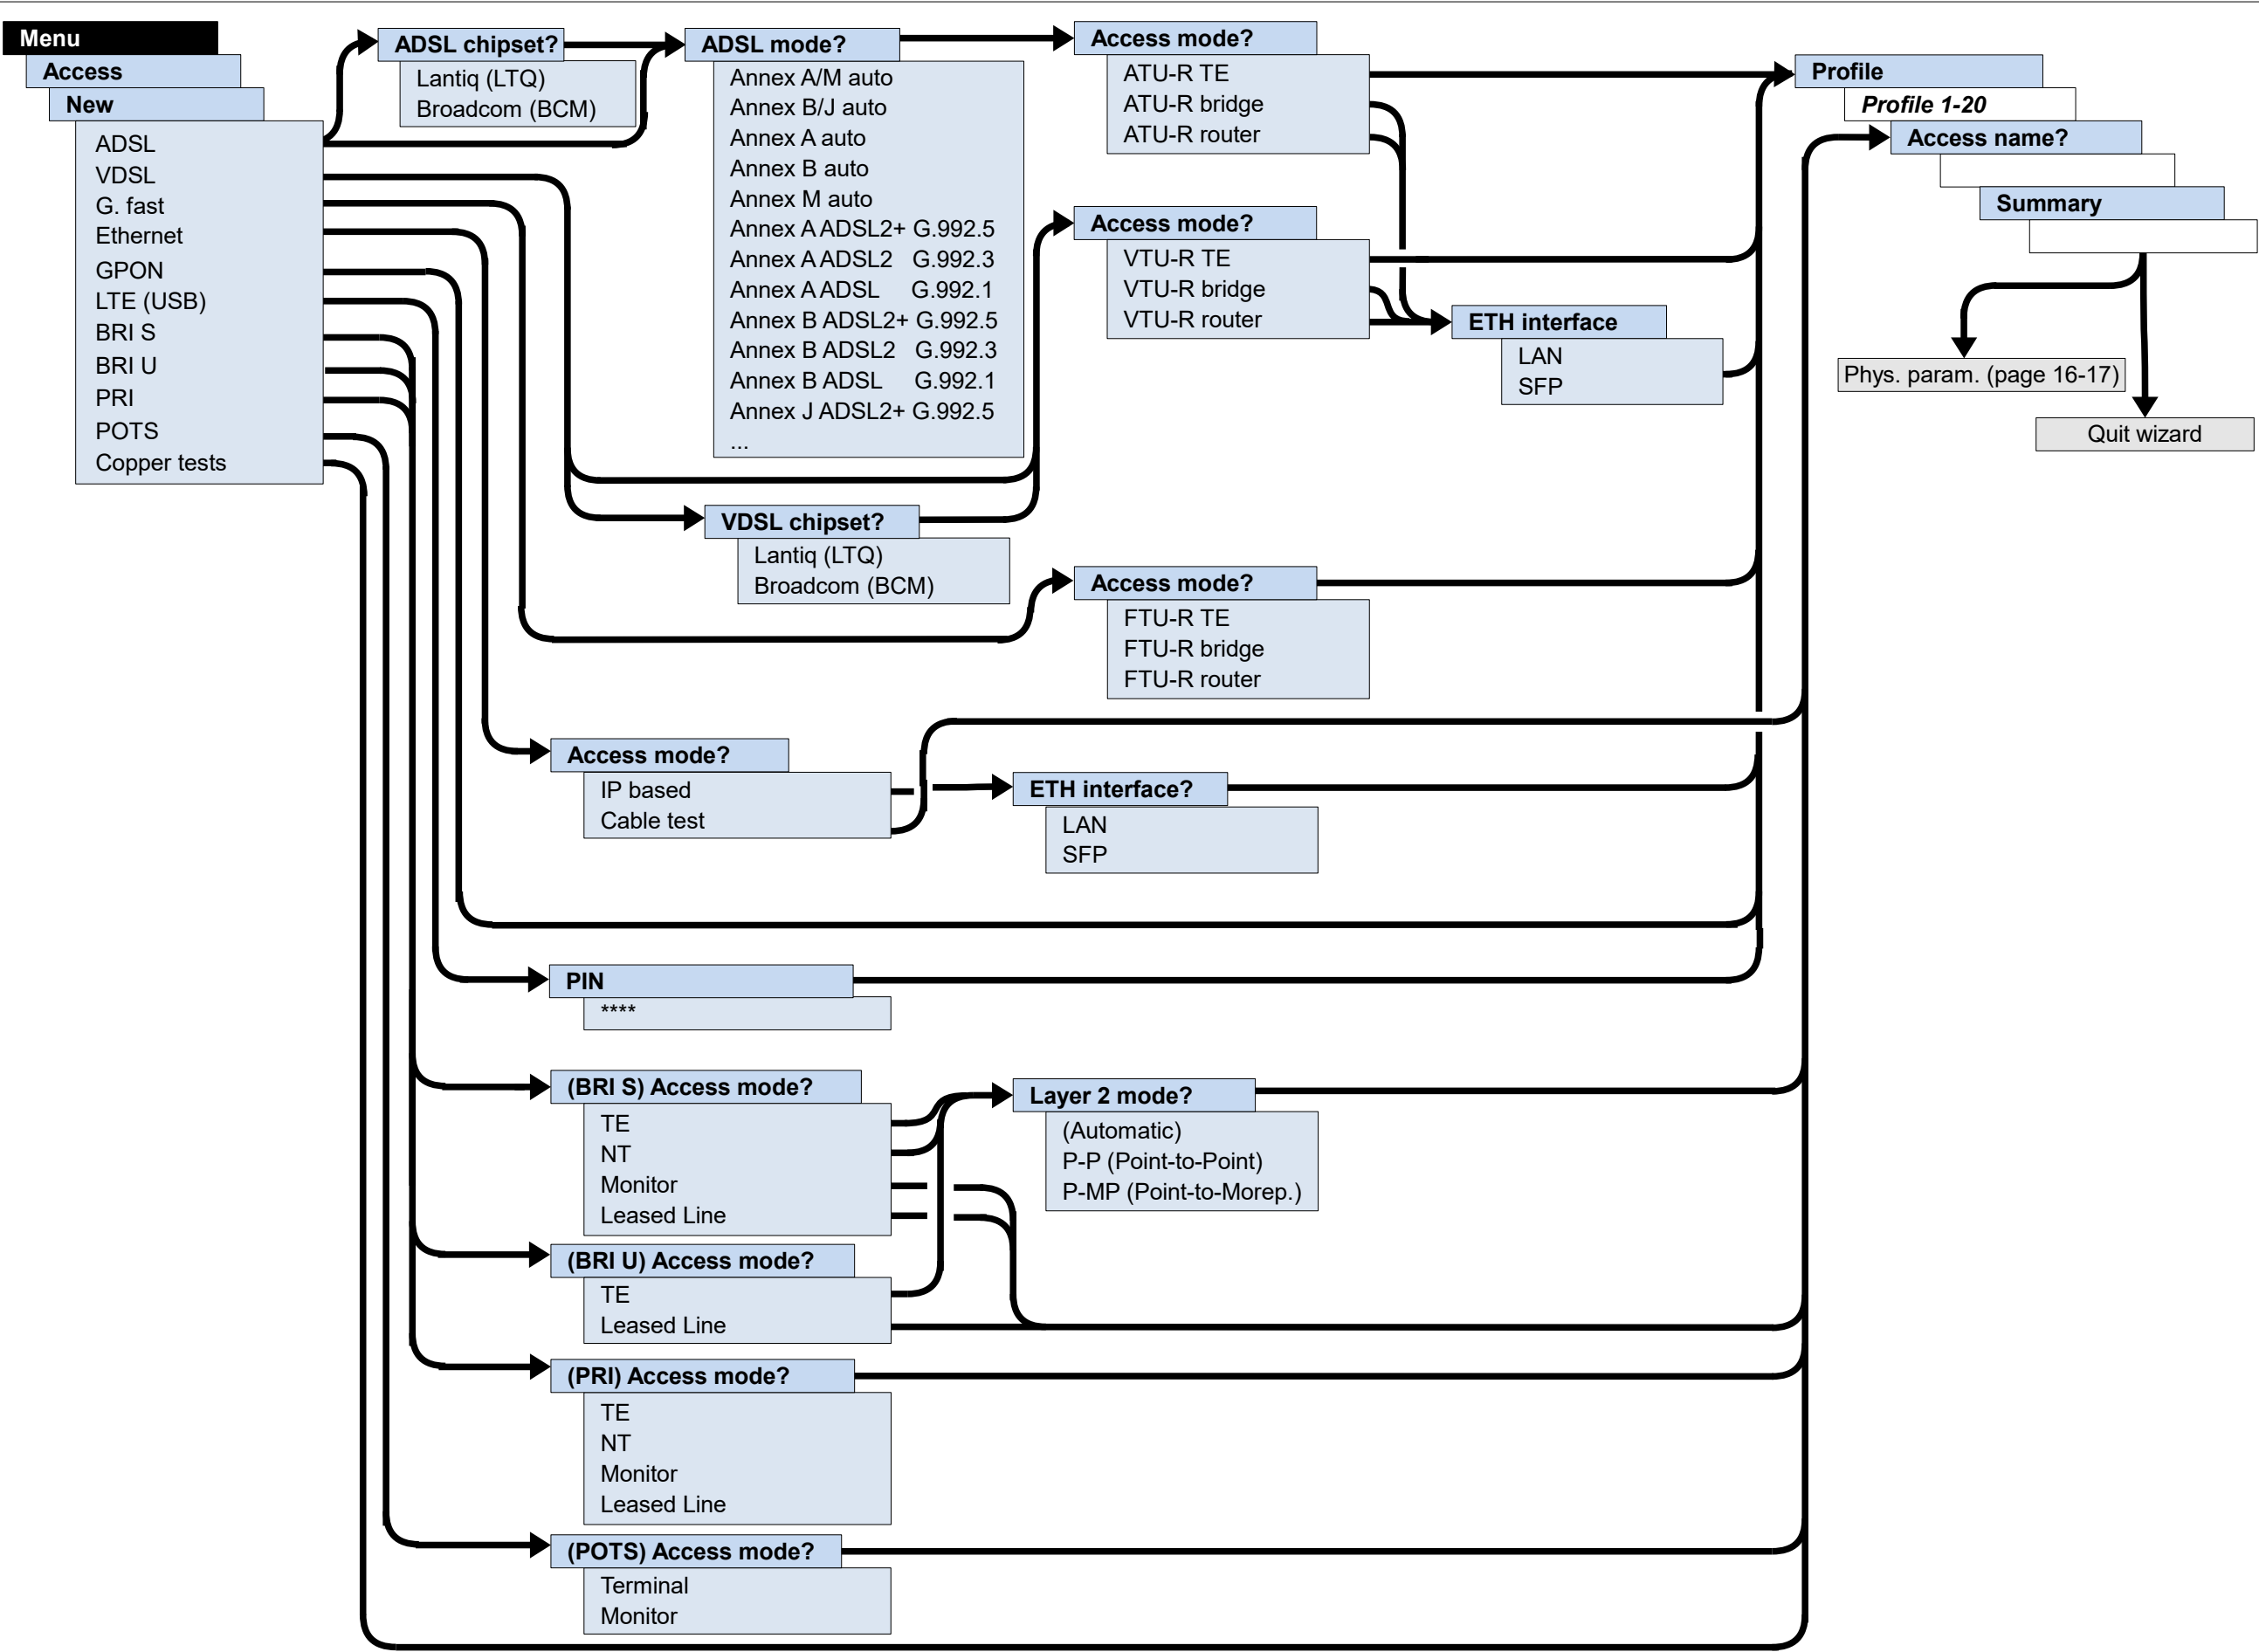 Menu
Access
New
ADSL
VDSL
G. fast
Ethernet
GPON
LTE (USB)
BRI S
BRI U
PRI
POTS
Copper tests
ADSL chipset?
Lantiq (LTQ)
Broadcom (BCM)
ADSL mode?
Annex A/M auto
Annex B/J auto
Annex A auto
Annex B auto
Annex M auto
Annex A ADSL2+ G.992.5
Annex A ADSL2 G.992.3
Annex A ADSL G.992.1
Annex B ADSL2+ G.992.5
Annex B ADSL2 G.992.3
Annex B ADSL G.992.1
Annex J ADSL2+ G.992.5
...
VDSL chipset?
Lantiq (LTQ)
Broadcom (BCM)
Access mode?
ATU-R TE
ATU-R bridge
ATU-R router
Access mode?
VTU-R TE
VTU-R bridge
VTU-R router
ETH interface
LAN
SFP
Access mode?
FTU-R TE
FTU-R bridge
FTU-R router
Profile
Profile 1-20
Access name?
Summary
Phys. param. (page 16-17)
Quit wizard
Access mode?
IP based
Cable test
ETH interface?
LAN
SFP
PIN
****
(BRI S) Access mode?
TE
NT
Monitor
Leased Line
Layer 2 mode?
(Automatic)
P-P (Point-to-Point)
P-MP (Point-to-Morep.)
(BRI U) Access mode?
TE
Leased Line
(PRI) Access mode?
TE
NT
Monitor
Leased Line
(POTS) Access mode?
Terminal
Monitor